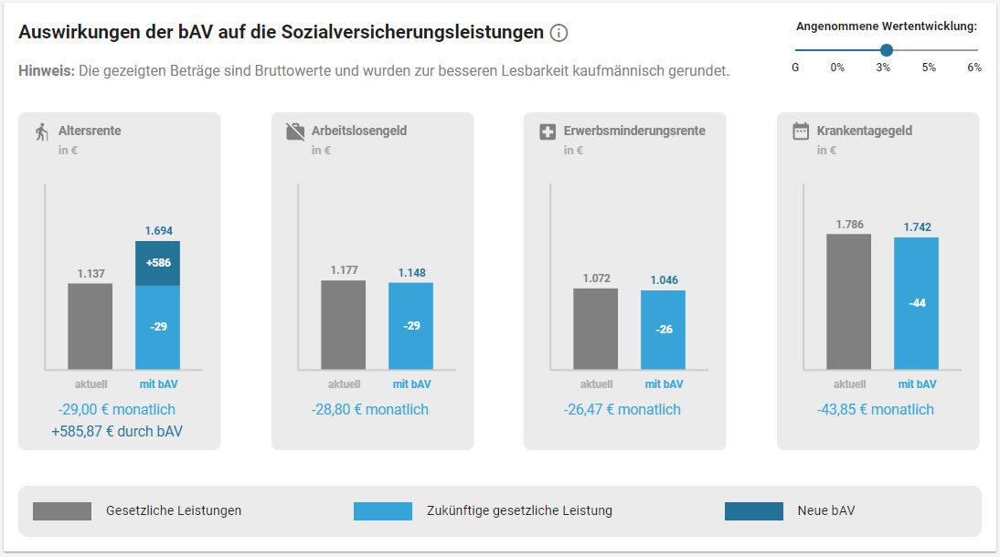 Auswirkungen der bAV auf die Sozialversicherungsleistungen
Angenommene Wertentwicklung:
Hinweis: Die gezeigten Beträge sind Bruttowerte und wurden zur besseren Lesbarkeit kaufmännisch gerundet.
G 0% 3% 5% 6%
Altersrente
in €
1.137
1.694
+586
-29
aktuell
mit bAV
-29,00 € monatlich
+585,87 € durch bAV
Arbeitslosengeld
in €
1.177
1.148
-29
aktuell
mit bAV
-28,80 € monatlich
Erwerbsminderungsrente
in €
1.072
1.046
-26
aktuell
mit bAV
-26,47 € monatlich
Krankentagegeld
in €
1.786
1.742
-44
aktuell
mit bAV
-43,85 € monatlich
Gesetzliche Leistungen
Zukünftige gesetzliche Leistung
Neue bAV